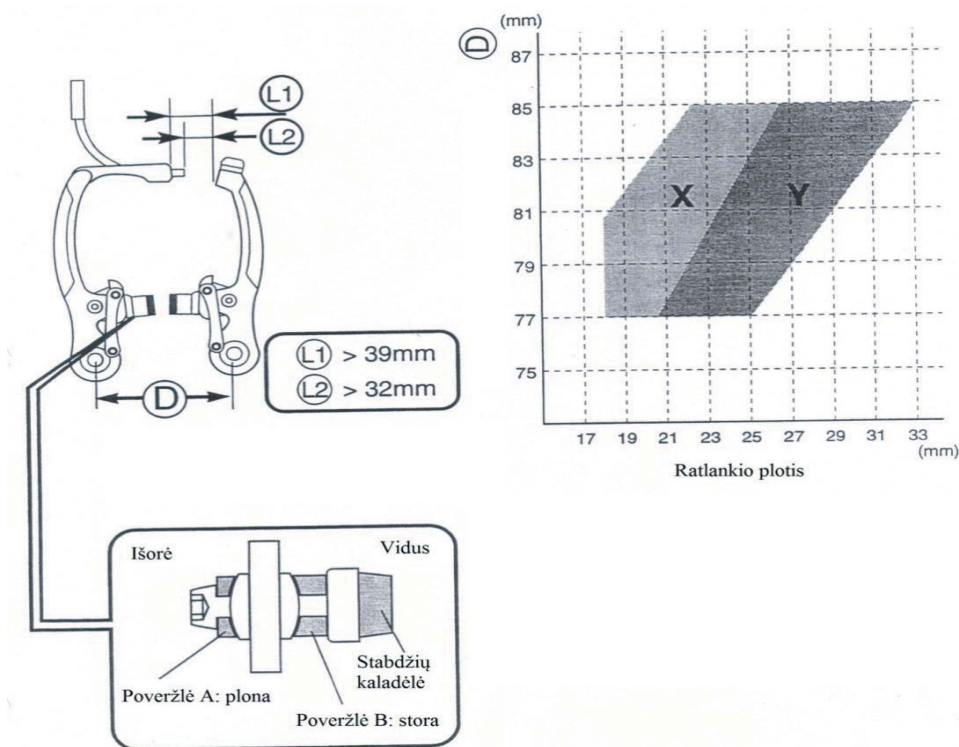 L1
L2
D
L1 > 39mm
L2 > 32mm
Išorė
Vidus
Poveržlė A: plona
Stabdžių
kaladėlė
Poveržlė B: stora
(mm)
D
87
85
83
81
79
77
75
X
Y
17 19 21 23 25 27 29 31 33
(mm)
Ratlankio plotis